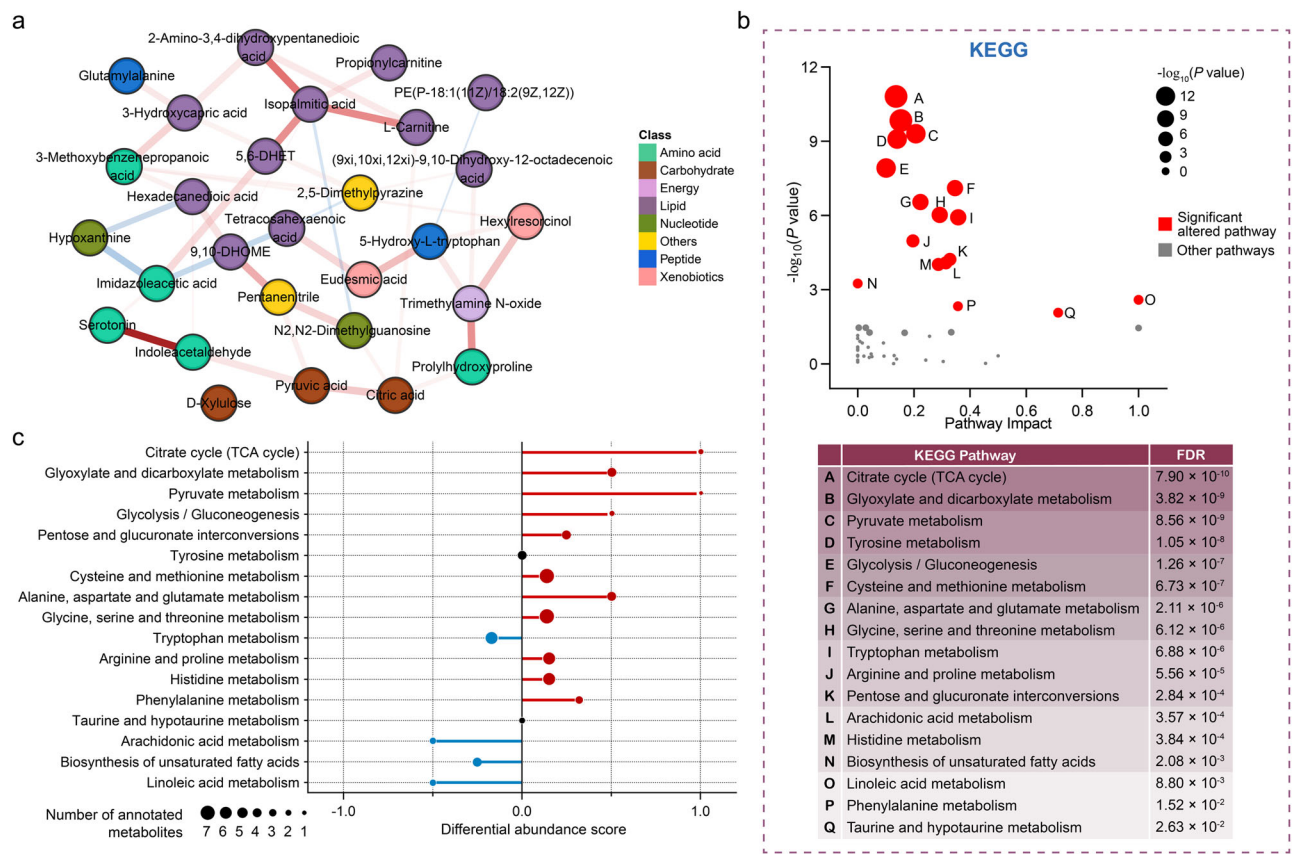 a
2-Amino-3,4-dihydroxypentanedioic
acid
Glutamylalanine
Propionylcarnitine
PE(P-18:1(11Z)/18:2(9Z,12Z))
3-Hydroxycapric acid
Isopalmitic acid
L-Carnitine
3-Methoxybenzenepropanoic
acid
5,6-DHET
(9xi,10xi,12xi)-9,10-Dihydroxy-12-octadecenoic
acid
Hexadecanedioic acid
2,5-Dimethylpyrazine
Tetracosahexaenoic
acid
Hexylresorcinol
Hypoxanthine
9,10-DHOME
5-Hydroxy-L-tryptophan
Imidazoleacetic acid
Eudesmic acid
Pentanenitrile
Trimethylamine N-oxide
Serotonin
N2,N2-Dimethylguanosine
Indoleacetaldehyde
Prolylhydroxyproline
Pyruvic acid
Citric acid
D-Xylulose
Class
Amino acid
Carbohydrate
Energy
Lipid
Nucleotide
Others
Peptide
Xenobiotics
b
KEGG
-log10(P value)
12
9
6
3
0
-log10(P value)
12
9
6
3
0
A
B
C
D
E
F
G
H
I
J
K
L
M
N
O
P
Q
Significant
altered pathway
Other pathways
0.0 0.2 0.4 0.6 0.8 1.0
Pathway Impact
KEGG Pathway FDR
A Citrate cycle (TCA cycle) 7.90 × 10-10
B Glyoxylate and dicarboxylate metabolism 3.82 × 10-9
C Pyruvate metabolism 8.56 × 10-9
D Tyrosine metabolism 1.05 × 10-8
E Glycolysis / Gluconeogenesis 1.26 × 10-7
F Cysteine and methionine metabolism 6.73 × 10-7
G Alanine, aspartate and glutamate metabolism 2.11 × 10-6
H Glycine, serine and threonine metabolism 6.12 × 10-6
I Tryptophan metabolism 6.88 × 10-6
J Arginine and proline metabolism 5.56 × 10-5
K Pentose and glucuronate interconversions 2.84 × 10-4
L Arachidonic acid metabolism 3.57 × 10-4
M Histidine metabolism 3.84 × 10-4
N Biosynthesis of unsaturated fatty acids 2.08 × 10-3
O Linoleic acid metabolism 8.80 × 10-3
P Phenylalanine metabolism 1.52 × 10-2
Q Taurine and hypotaurine metabolism 2.63 × 10-2
c
Citrate cycle (TCA cycle)
Glyoxylate and dicarboxylate metabolism
Pyruvate metabolism
Glycolysis / Gluconeogenesis
Pentose and glucuronate interconversions
Tyrosine metabolism
Cysteine and methionine metabolism
Alanine, aspartate and glutamate metabolism
Glycine, serine and threonine metabolism
Tryptophan metabolism
Arginine and proline metabolism
Histidine metabolism
Phenylalanine metabolism
Taurine and hypotaurine metabolism
Arachidonic acid metabolism
Biosynthesis of unsaturated fatty acids
Linoleic acid metabolism
-1.0 0.0 1.0
Differential abundance score
Number of annotated
metabolites
7 6 5 4 3 2 1